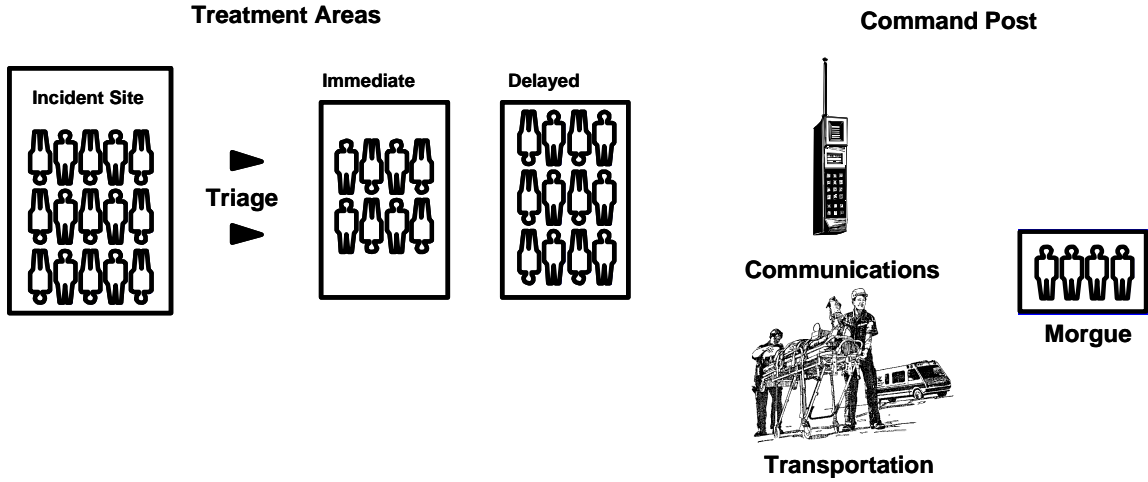 Treatment Areas
Command Post
Incident Site
Immediate
Delayed
Triage
Communications
Morgue
Transportation